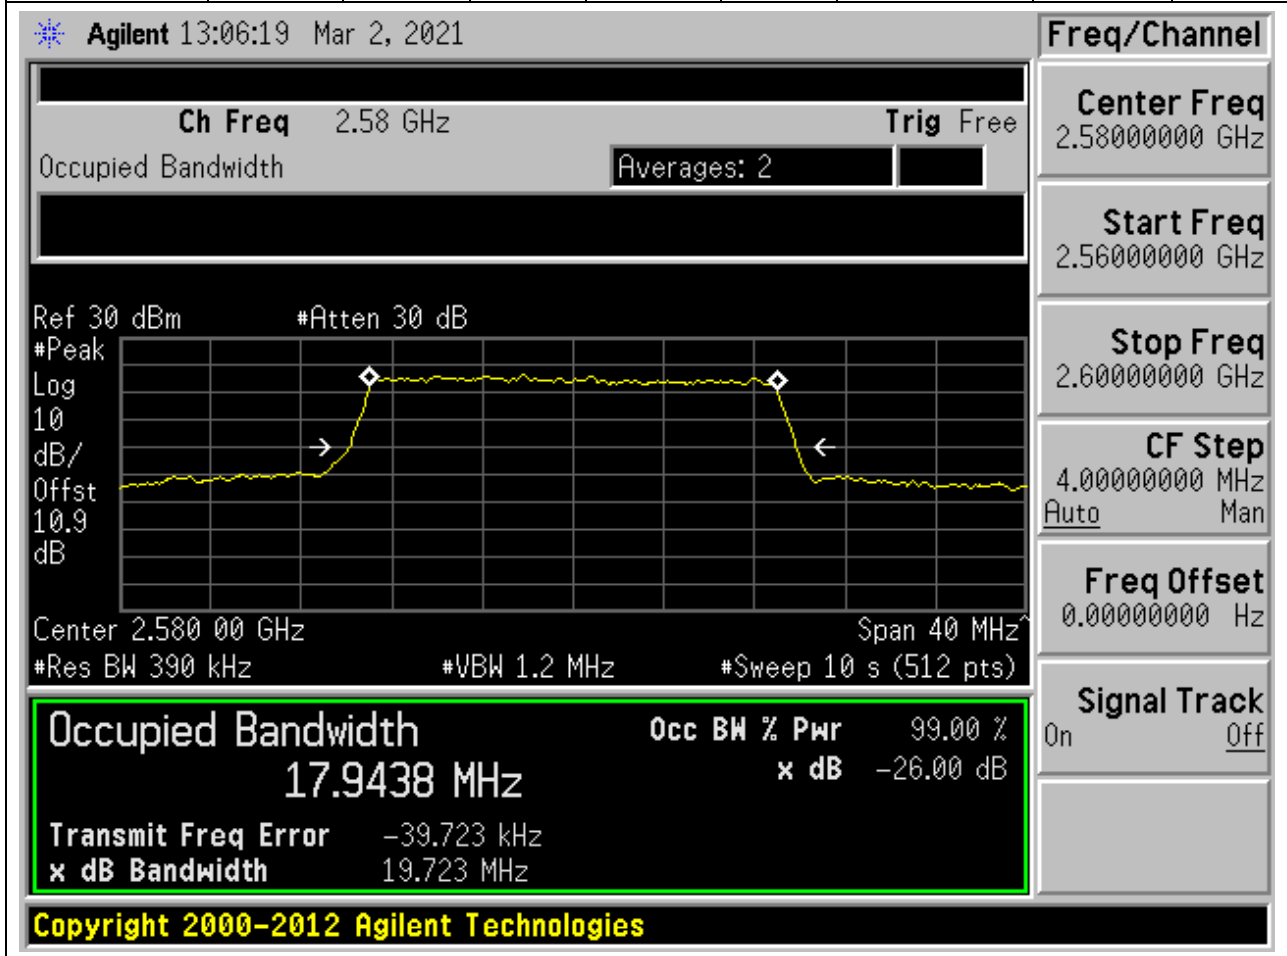 Agilent 13:06:19 Mar 2, 2021
Freq/Channel
Ch Freq 2.58 GHz Trig Free
Occupied Bandwidth Averages: 2
Center Freq
2.58000000 GHz
Start Freq
2.56000000 GHz
Stop Freq
2.60000000 GHz
CF Step
4.00000000 MHz
Auto Man
Freq Offset
0.00000000 Hz
Signal Track
On Off
Ref 30 dBm #Atten 30 dB
#Peak
Log
10
dB/
Offst
10.9
dB
Center 2.580 00 GHz Span 40 MHz^
#Res BW 390 kHz #VBW 1.2 MHz #Sweep 10 s (512 pts)
Occupied Bandwidth Occ BW % Pwr 99.00 %
17.9438 MHz x dB -26.00 dB
Transmit Freq Error -39.723 kHz
x dB Bandwidth 19.723 MHz
Copyright 2000-2012 Agilent Technologies